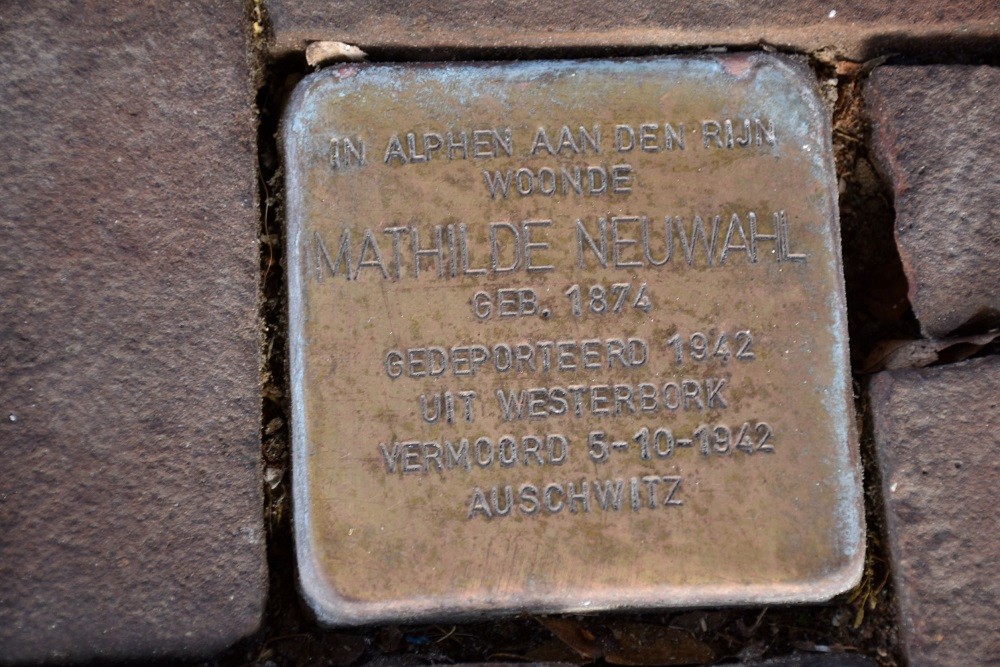 IN ALPHEN AAN DEN RIJN
WOONDE
MATHILDE NEUWAHL
GEB. 1874
GEDEPORTEERD 1942
UIT WESTERBORK
VERMOORD 5-10-1942
AUSCHWITZ